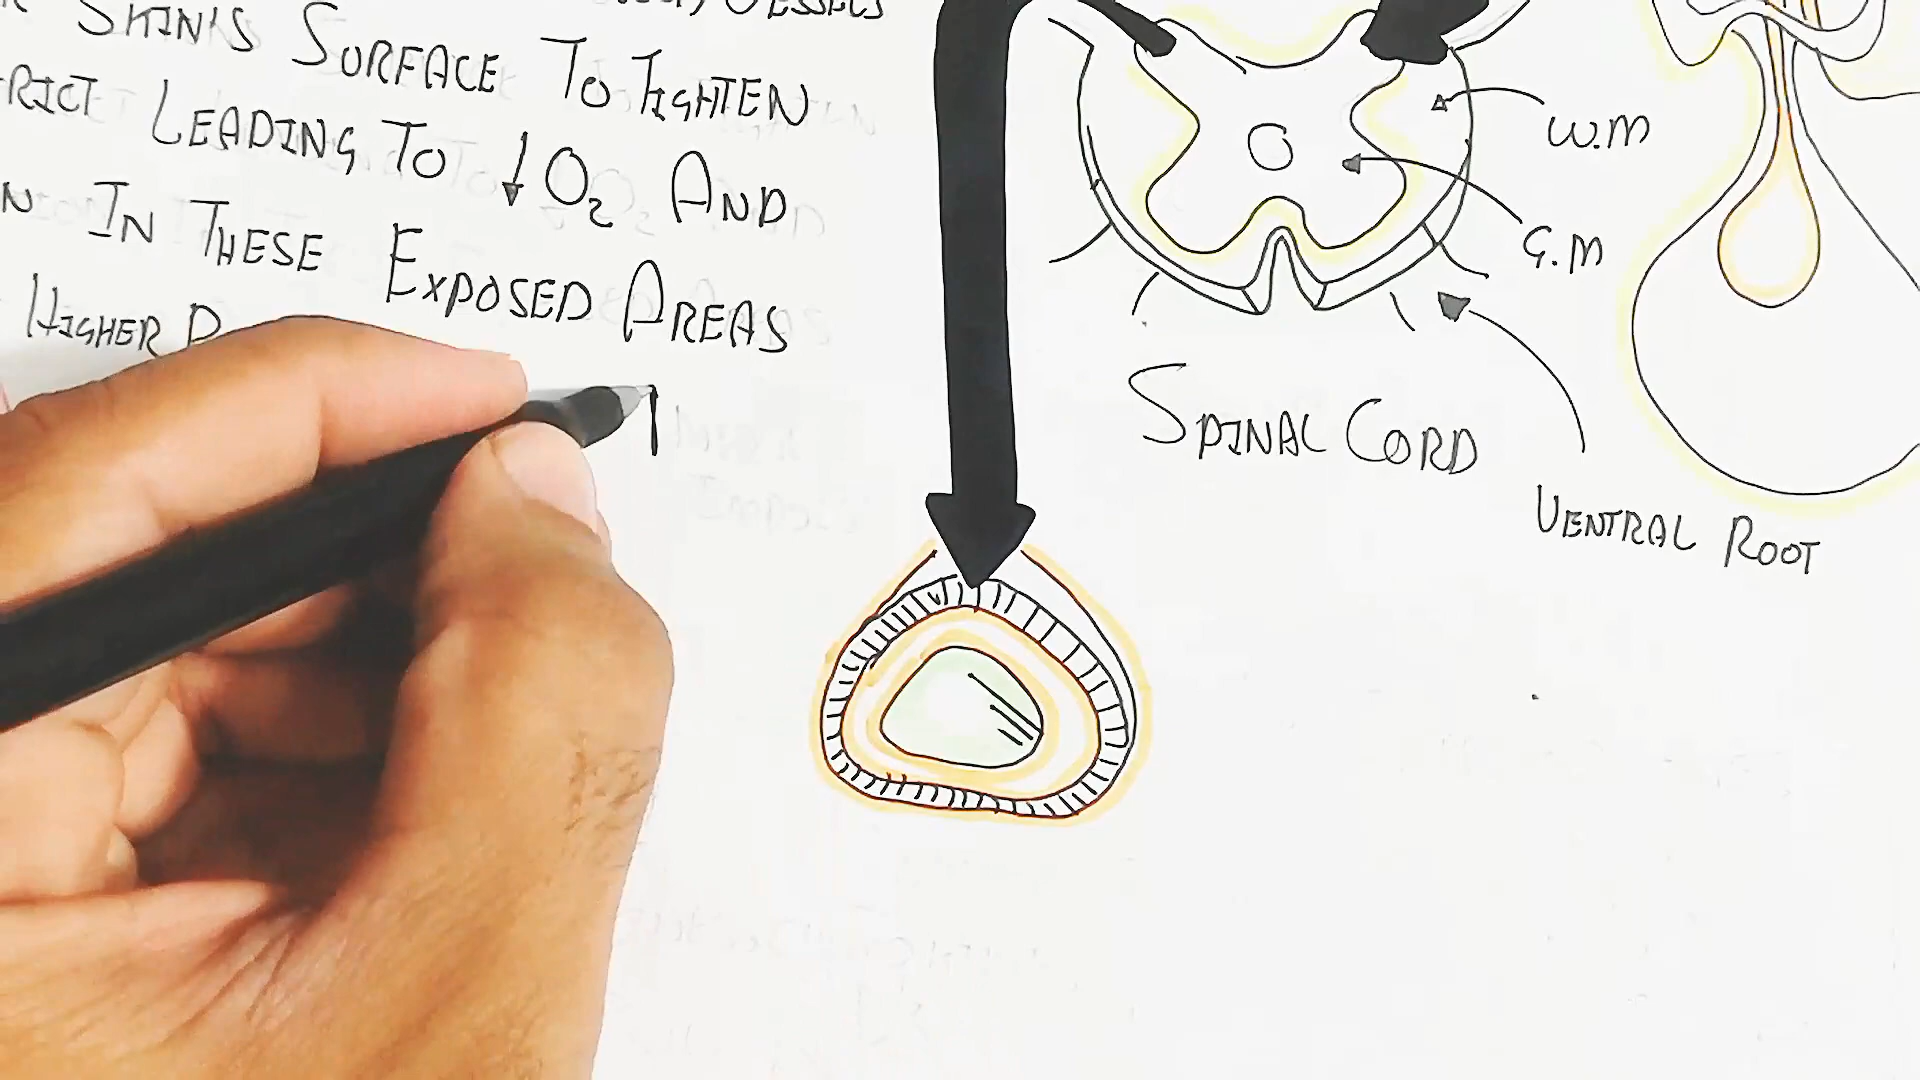 SKIN'S SURFACE TO TIGHTEN
LEADING TO ↓ O₂ AND
IN THESE EXPOSED AREAS
HIGHER
W.M
G.M
SPINAL CORD
VENTRAL ROOT